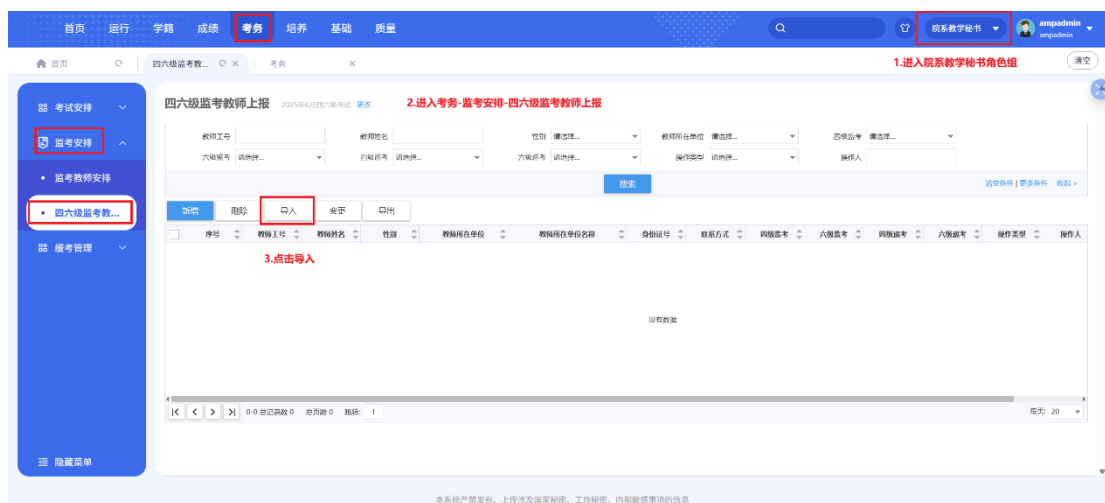 首页 运行 学籍 成绩 考务 培养 基础 质量 院系教学秘书 ampadmin
ampadmin
首页 四六级监考教... 考务 1.进入院系教学秘书角色组 清空
考试安排
监考安排
监考教师安排
四六级监考教...
缓考管理
隐藏菜单
四六级监考教师上报 2025年6月四六级考试 更改 2.进入考务-监考安排-四六级监考教师上报
教师工号 教师姓名 性别 请选择... 教师所在单位 请选择... 四级监考 请选择...
六级监考 请选择... 四级巡考 请选择... 六级巡考 请选择... 操作类型 请选择... 操作人
搜索 清空条件 | 更多条件 收起
新增 删除 导入 变更 导出
序号 教师工号 教师姓名 性别 教师所在单位 教师所在单位名称 身份证号 联系方式 四级监考 六级监考 四级巡考 六级巡考 操作类型 操作人
3.点击导入
没有数据
0-0 总记录数 0 总页数 0 跳转: 1 每页: 20
本系统严禁发布、上传涉及国家秘密、工作秘密、内部敏感事项的信息